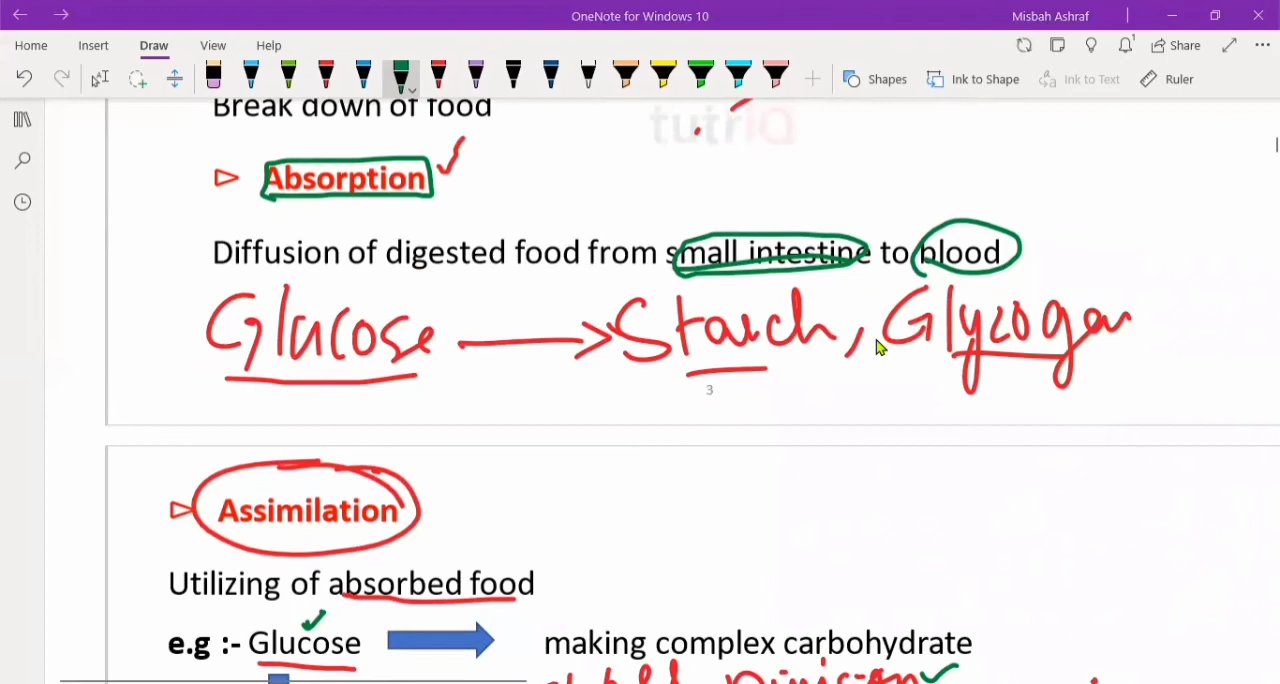 OneNote for Windows 10
Misbah Ashraf
Home Insert Draw View Help
Share
Shapes Ink to Shape Ink to Text Ruler
Break down of food
tutriQ
Absorption
Diffusion of digested food from small intestine to blood
Glucose → Starch, Glycogen
3
Assimilation
Utilizing of absorbed food
e.g :- Glucose making complex carbohydrate